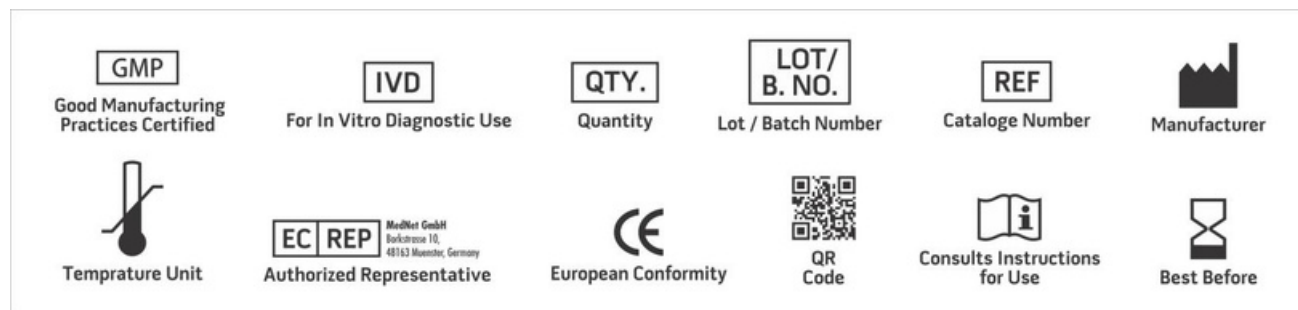 GMP
Good Manufacturing
Practices Certified
IVD
For In Vitro Diagnostic Use
QTY.
Quantity
LOT/
B. NO.
Lot / Batch Number
REF
Cataloge Number
Manufacturer
Temprature Unit
EC REP
MedNet GmbH
Borkstrasse 10,
48163 Muenster, Germany
Authorized Representative
CE
European Conformity
QR
Code
i
Consults Instructions
for Use
Best Before